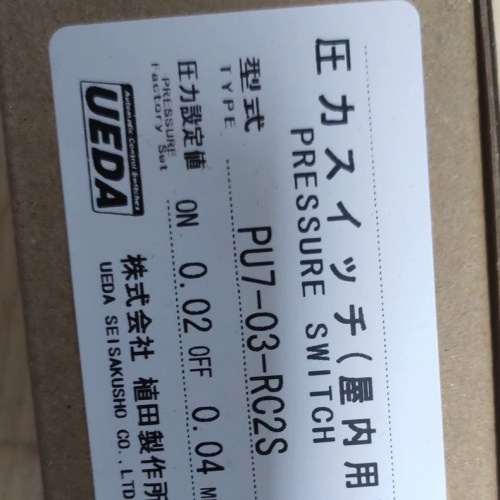 圧力スイッチ(屋内用
PRESSURE SWITCH
型式
TYPE
PU7-03-RC2S
圧力設定値 ON 0.02 OFF 0.04 M
PRESSURE
Factory Set
Automatic Control Switches
UEDA
株式会社 植田製作所
UEDA SEISAKUSHO CO.,LTD